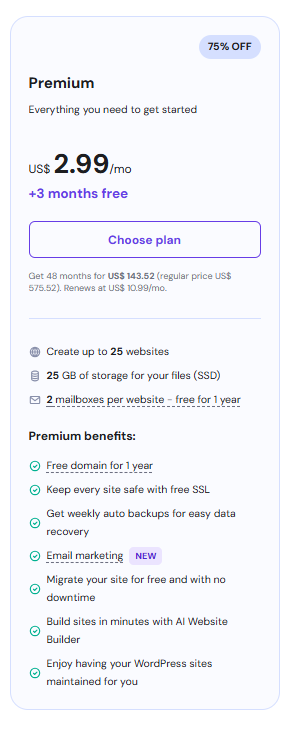 75% OFF
Premium
Everything you need to get started
US$ 2.99/mo
+3 months free
Choose plan
Get 48 months for US$ 143.52 (regular price US$
575.52). Renews at US$ 10.99/mo.
Create up to 25 websites
25 GB of storage for your files (SSD)
2 mailboxes per website - free for 1 year
Premium benefits:
Free domain for 1 year
Keep every site safe with free SSL
Get weekly auto backups for easy data
recovery
Email marketing NEW
Migrate your site for free and with no
downtime
Build sites in minutes with AI Website
Builder
Enjoy having your WordPress sites
maintained for you